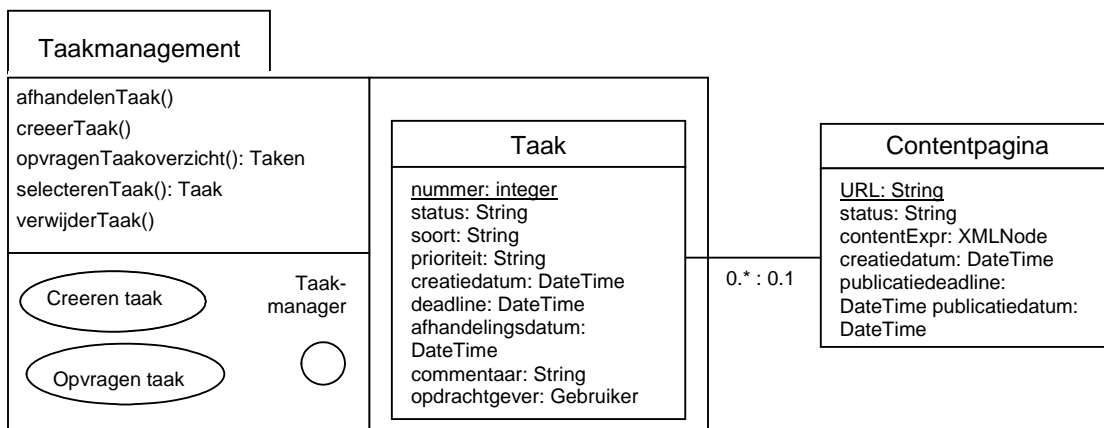 Taakmanagement
afhandelenTaak()
creeerTaak()
opvragenTaakoverzicht(): Taken
selecterenTaak(): Taak
verwijderTaak()
Creeren taak
Taak-
manager
Opvragen taak
Taak
nummer: integer
status: String
soort: String
prioriteit: String
creatiedatum: DateTime
deadline: DateTime
afhandelingsdatum:
DateTime
commentaar: String
opdrachtgever: Gebruiker
0.* : 0.1
Contentpagina
URL: String
status: String
contentExpr: XMLNode
creatiedatum: DateTime
publicatiedeadline:
DateTime publicatiedatum:
DateTime